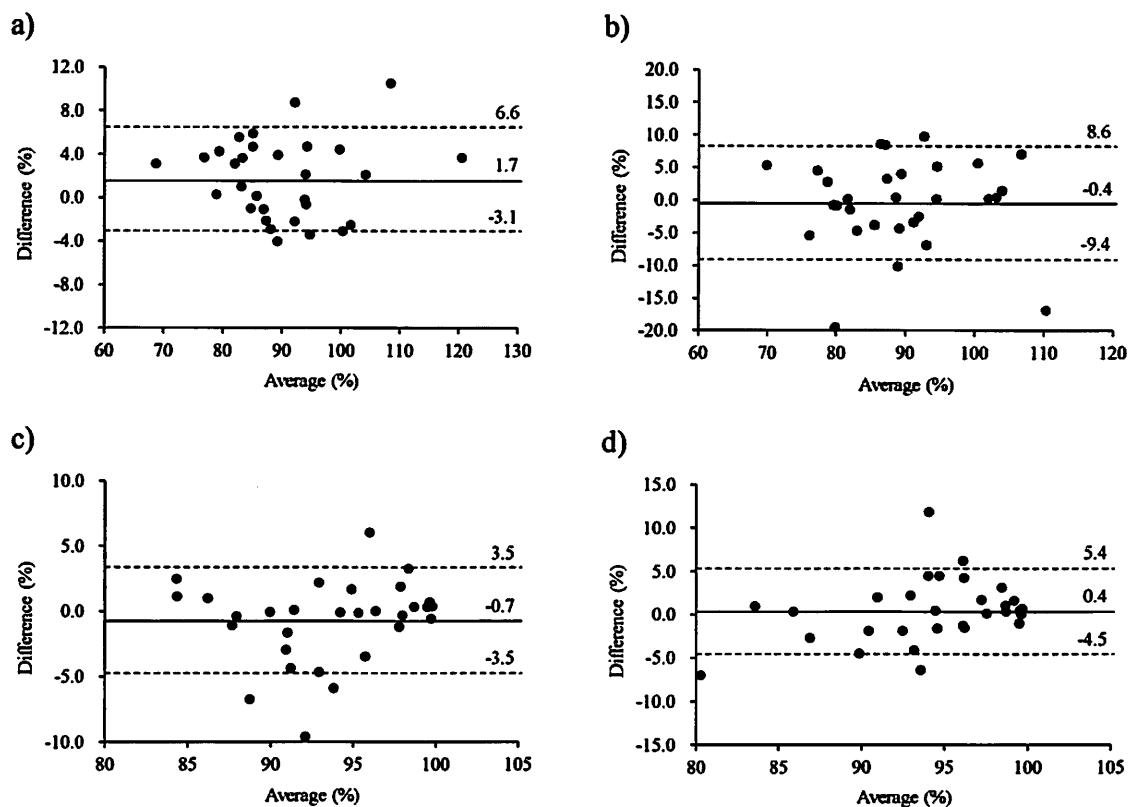 a)
12.0
8.0
4.0
0.0
-4.0
-8.0
-12.0
Difference (%)
6.6
1.7
-3.1
60 70 80 90 100 110 120 130
Average (%)
b)
20.0
15.0
10.0
5.0
0.0
-5.0
-10.0
-15.0
-20.0
Difference (%)
8.6
-0.4
-9.4
60 70 80 90 100 110 120
Average (%)
c)
10.0
5.0
0.0
-5.0
-10.0
Difference (%)
3.5
-0.7
-3.5
80 85 90 95 100 105
Average (%)
d)
15.0
10.0
5.0
0.0
-5.0
-10.0
-15.0
Difference (%)
5.4
0.4
-4.5
80 85 90 95 100 105
Average (%)